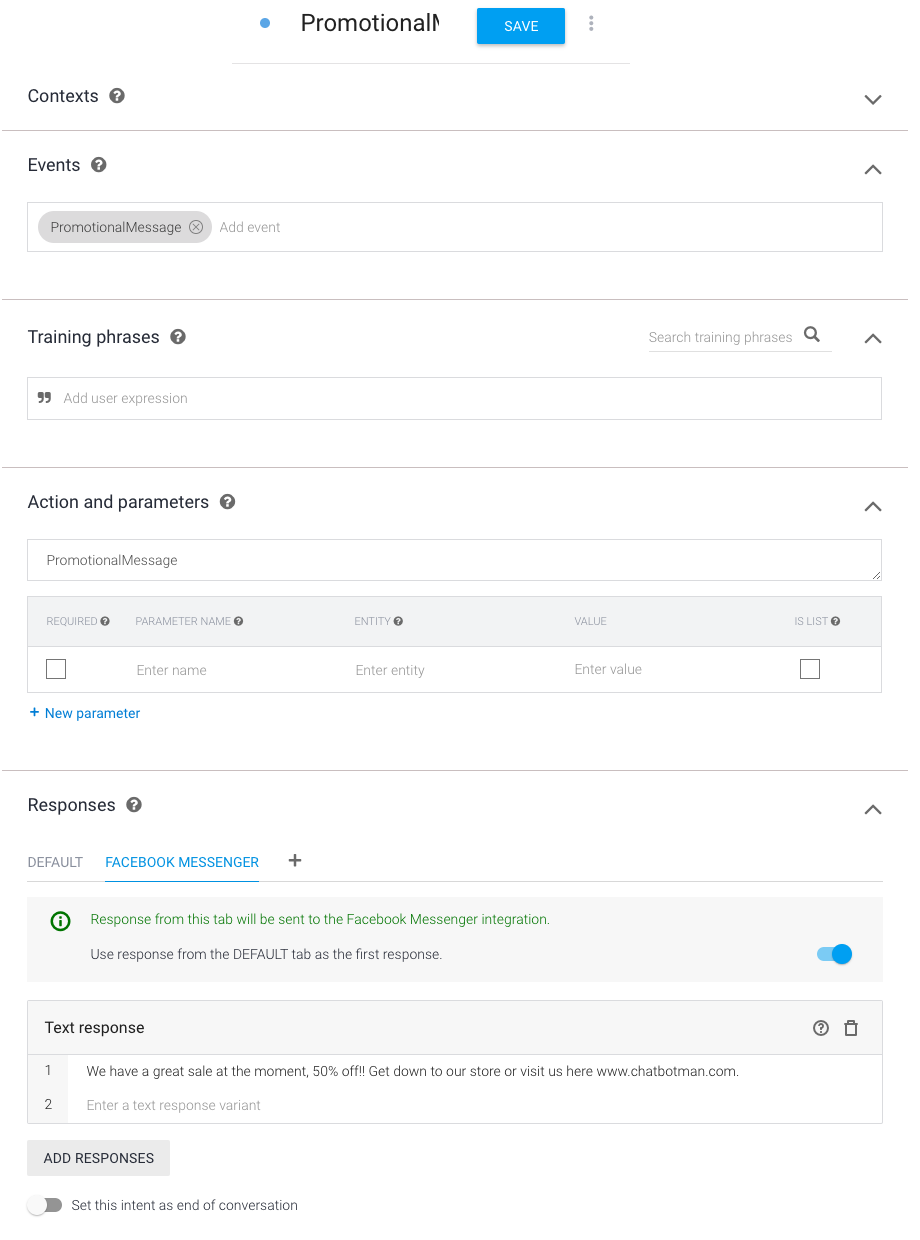 PromotionalM
SAVE
Contexts
Events
PromotionalMessage Add event
Training phrases Search training phrases
Add user expression
Action and parameters
PromotionalMessage
REQUIRED PARAMETER NAME ENTITY VALUE IS LIST
Enter name Enter entity Enter value
+ New parameter
Responses
DEFAULT FACEBOOK MESSENGER +
Response from this tab will be sent to the Facebook Messenger integration.
Use response from the DEFAULT tab as the first response.
Text response
1 We have a great sale at the moment, 50% off!! Get down to our store or visit us here www.chatbotman.com.
2 Enter a text response variant
ADD RESPONSES
Set this intent as end of conversation